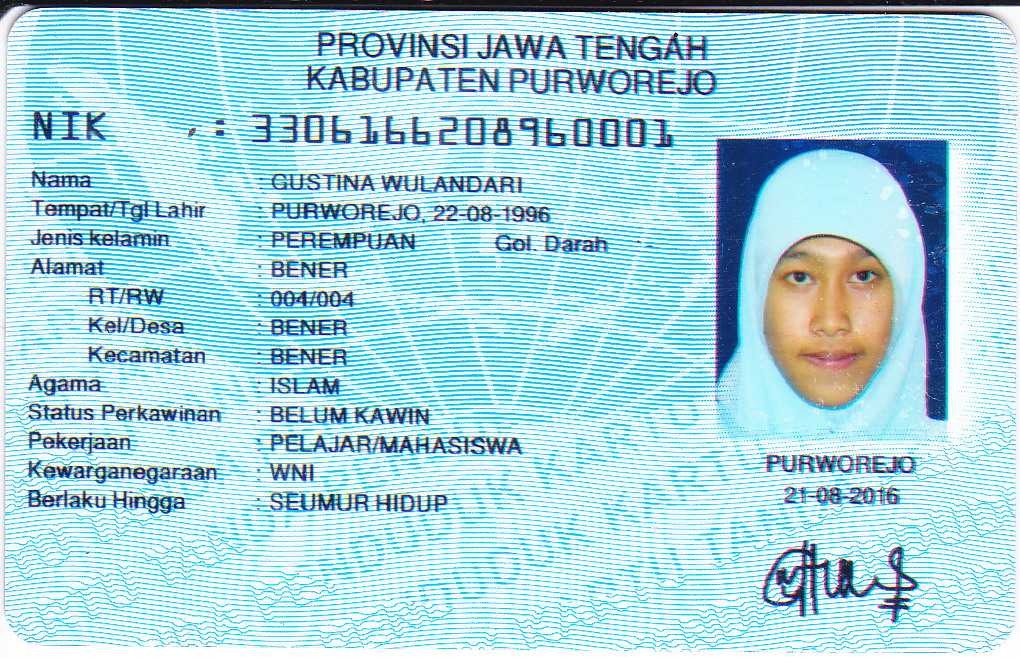 PROVINSI JAWA TENGAH
KABUPATEN PURWOREJO
NIK : 3306166208960001
Nama : GUSTINA WULANDARI
Tempat/Tgl Lahir : PURWOREJO, 22-08-1996
Jenis kelamin : PEREMPUAN Gol. Darah : -
Alamat : BENER
RT/RW : 004/004
Kel/Desa : BENER
Kecamatan : BENER
Agama : ISLAM
Status Perkawinan : BELUM KAWIN
Pekerjaan : PELAJAR/MAHASISWA
Kewarganegaraan : WNI
Berlaku Hingga : SEUMUR HIDUP
PURWOREJO
21-08-2016